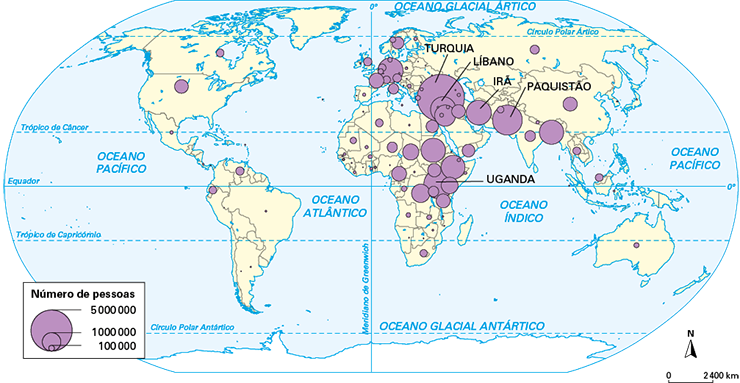 0°
OCEANO GLACIAL ÁRTICO
Círculo Polar Ártico
TURQUIA
LÍBANO
IRÃ
PAQUISTÃO
Trópico de Câncer
OCEANO
PACÍFICO
OCEANO
PACÍFICO
Equador
UGANDA
0°
OCEANO
ATLÂNTICO
OCEANO
ÍNDICO
Trópico de Capricórnio
Meridiano de Greenwich
Número de pessoas
5 000 000
1 000 000
100 000
Círculo Polar Antártico
OCEANO GLACIAL ANTÁRTICO
N
0 2 400 km